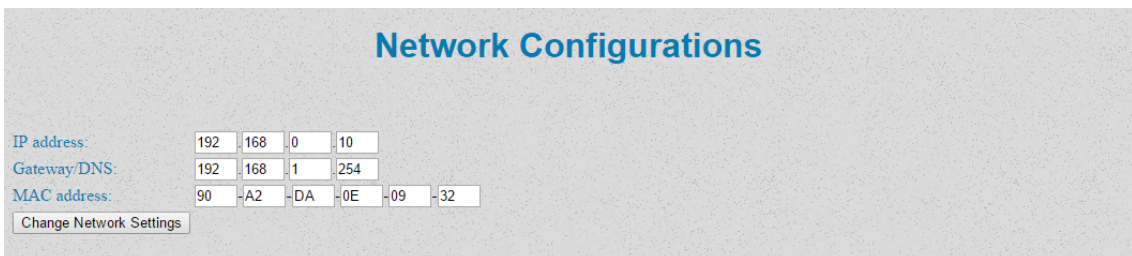 Network Configurations
IP address: 192 . 168 . 0 . 10
Gateway/DNS: 192 . 168 . 1 . 254
MAC address: 90 - A2 - DA - 0E - 09 - 32
Change Network Settings